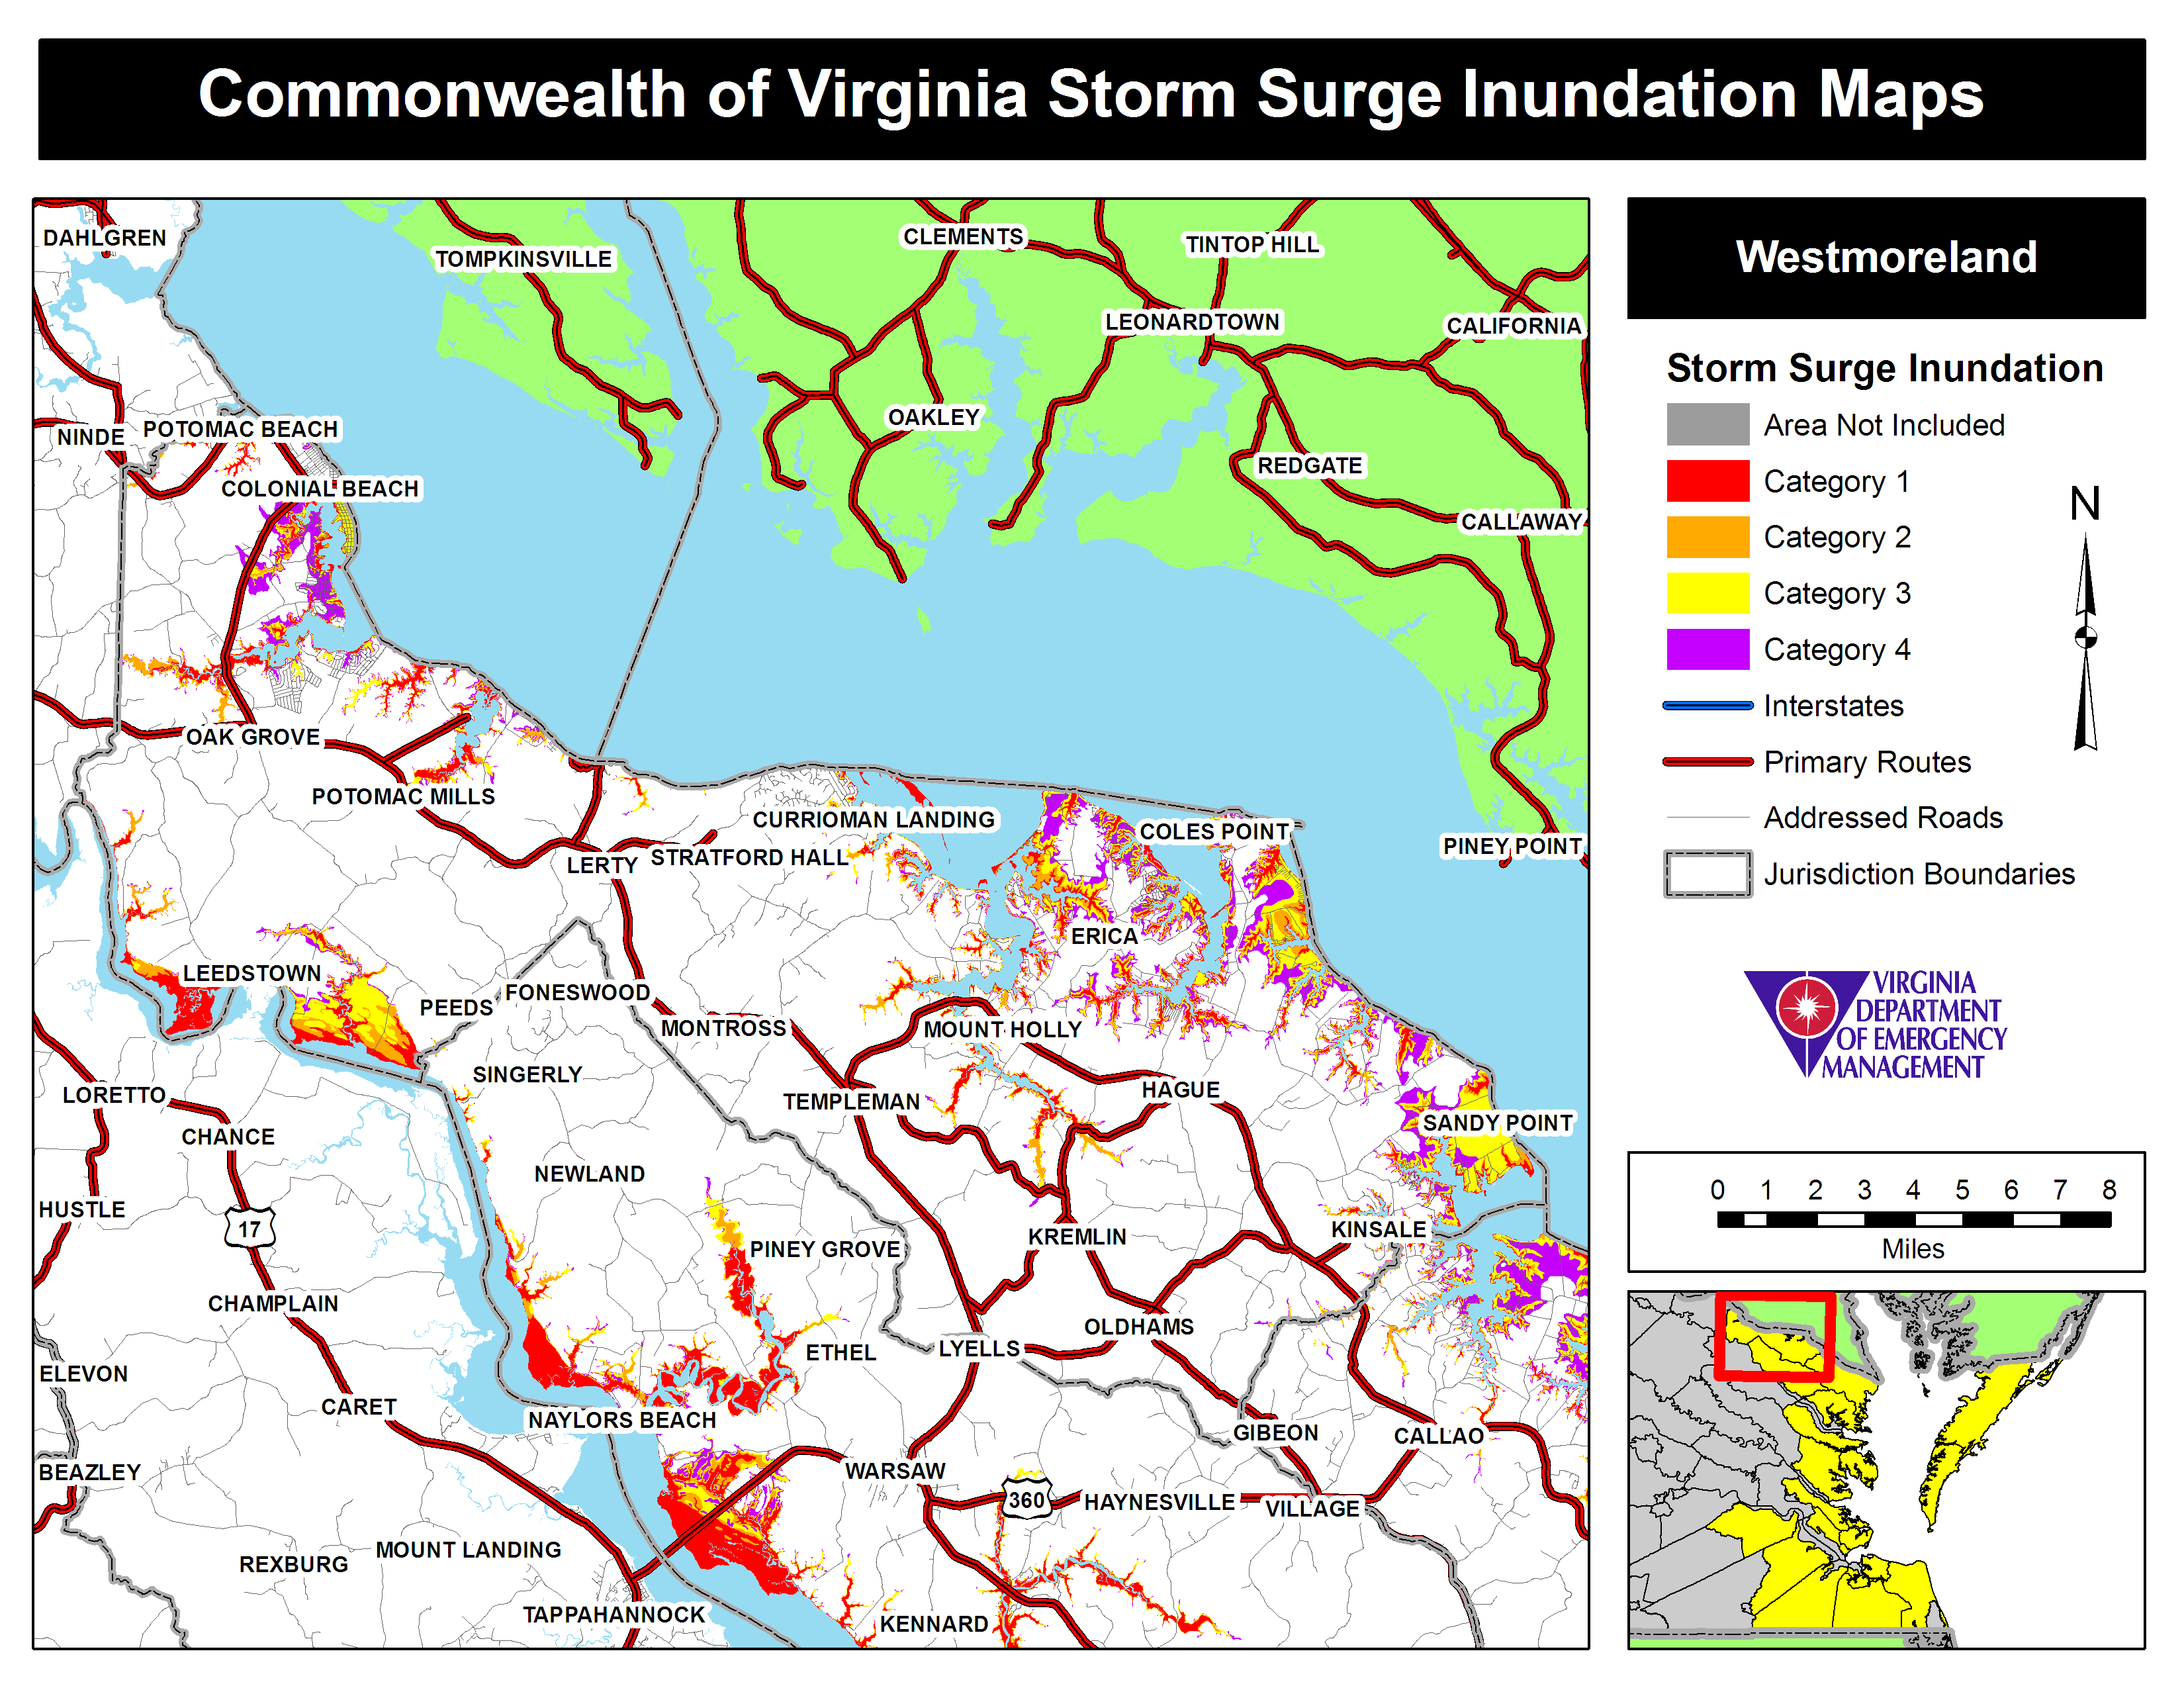 Commonwealth of Virginia Storm Surge Inundation Maps
DAHLGREN
TOMPKINSVILLE
CLEMENTS
TINTOP HILL
LEONARDTOWN
CALIFORNIA
OAKLEY
NINDE
POTOMAC BEACH
REDGATE
COLONIAL BEACH
CALLAWAY
OAK GROVE
POTOMAC MILLS
CURRIOMAN LANDING
COLES POINT
PINEY POINT
LERTY
STRATFORD HALL
ERICA
LEEDSTOWN
PEEDS
FONESWOOD
MONTROSS
MOUNT HOLLY
SINGERLY
LORETTO
TEMPLEMAN
HAGUE
SANDY POINT
CHANCE
NEWLAND
HUSTLE
17
PINEY GROVE
KREMLIN
KINSALE
CHAMPLAIN
OLDHAMS
ETHEL
LYELLS
ELEVON
CARET
NAYLORS BEACH
GIBEON
CALLAO
BEAZLEY
WARSAW
360
HAYNESVILLE
VILLAGE
REXBURG
MOUNT LANDING
TAPPAHANNOCK
KENNARD
Westmoreland
Storm Surge Inundation
Area Not Included
Category 1
Category 2
Category 3
Category 4
Interstates
Primary Routes
Addressed Roads
Jurisdiction Boundaries
N
VIRGINIA
DEPARTMENT
OF EMERGENCY
MANAGEMENT
0 1 2 3 4 5 6 7 8
Miles